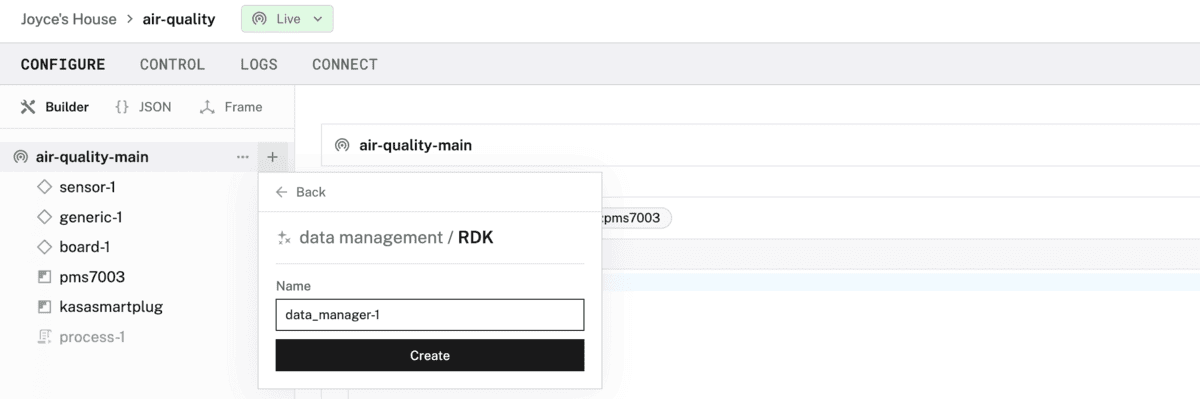 Joyce's House > air-quality Live
CONFIGURE CONTROL LOGS CONNECT
Builder {} JSON Frame
air-quality-main ... +
air-quality-main
sensor-1
generic-1
board-1
pms7003
kasasmartplug
process-1
← Back
data management / RDK
Name
data_manager-1
Create
:pms7003